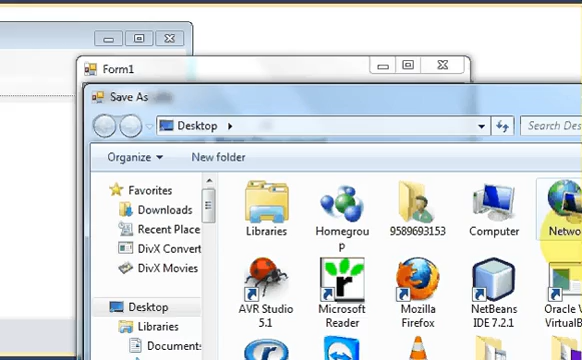 Form1
Save As
Desktop
Search Des
Organize
New folder
Favorites
Downloads
Recent Place
DivX Convert
DivX Movies
Desktop
Libraries
Documents
Libraries
Homegrou
p
9589693153
Computer
Netwo
AVR Studio
5.1
Microsoft
Reader
Mozilla
Firefox
NetBeans
IDE 7.2.1
Oracle V
VirtualB